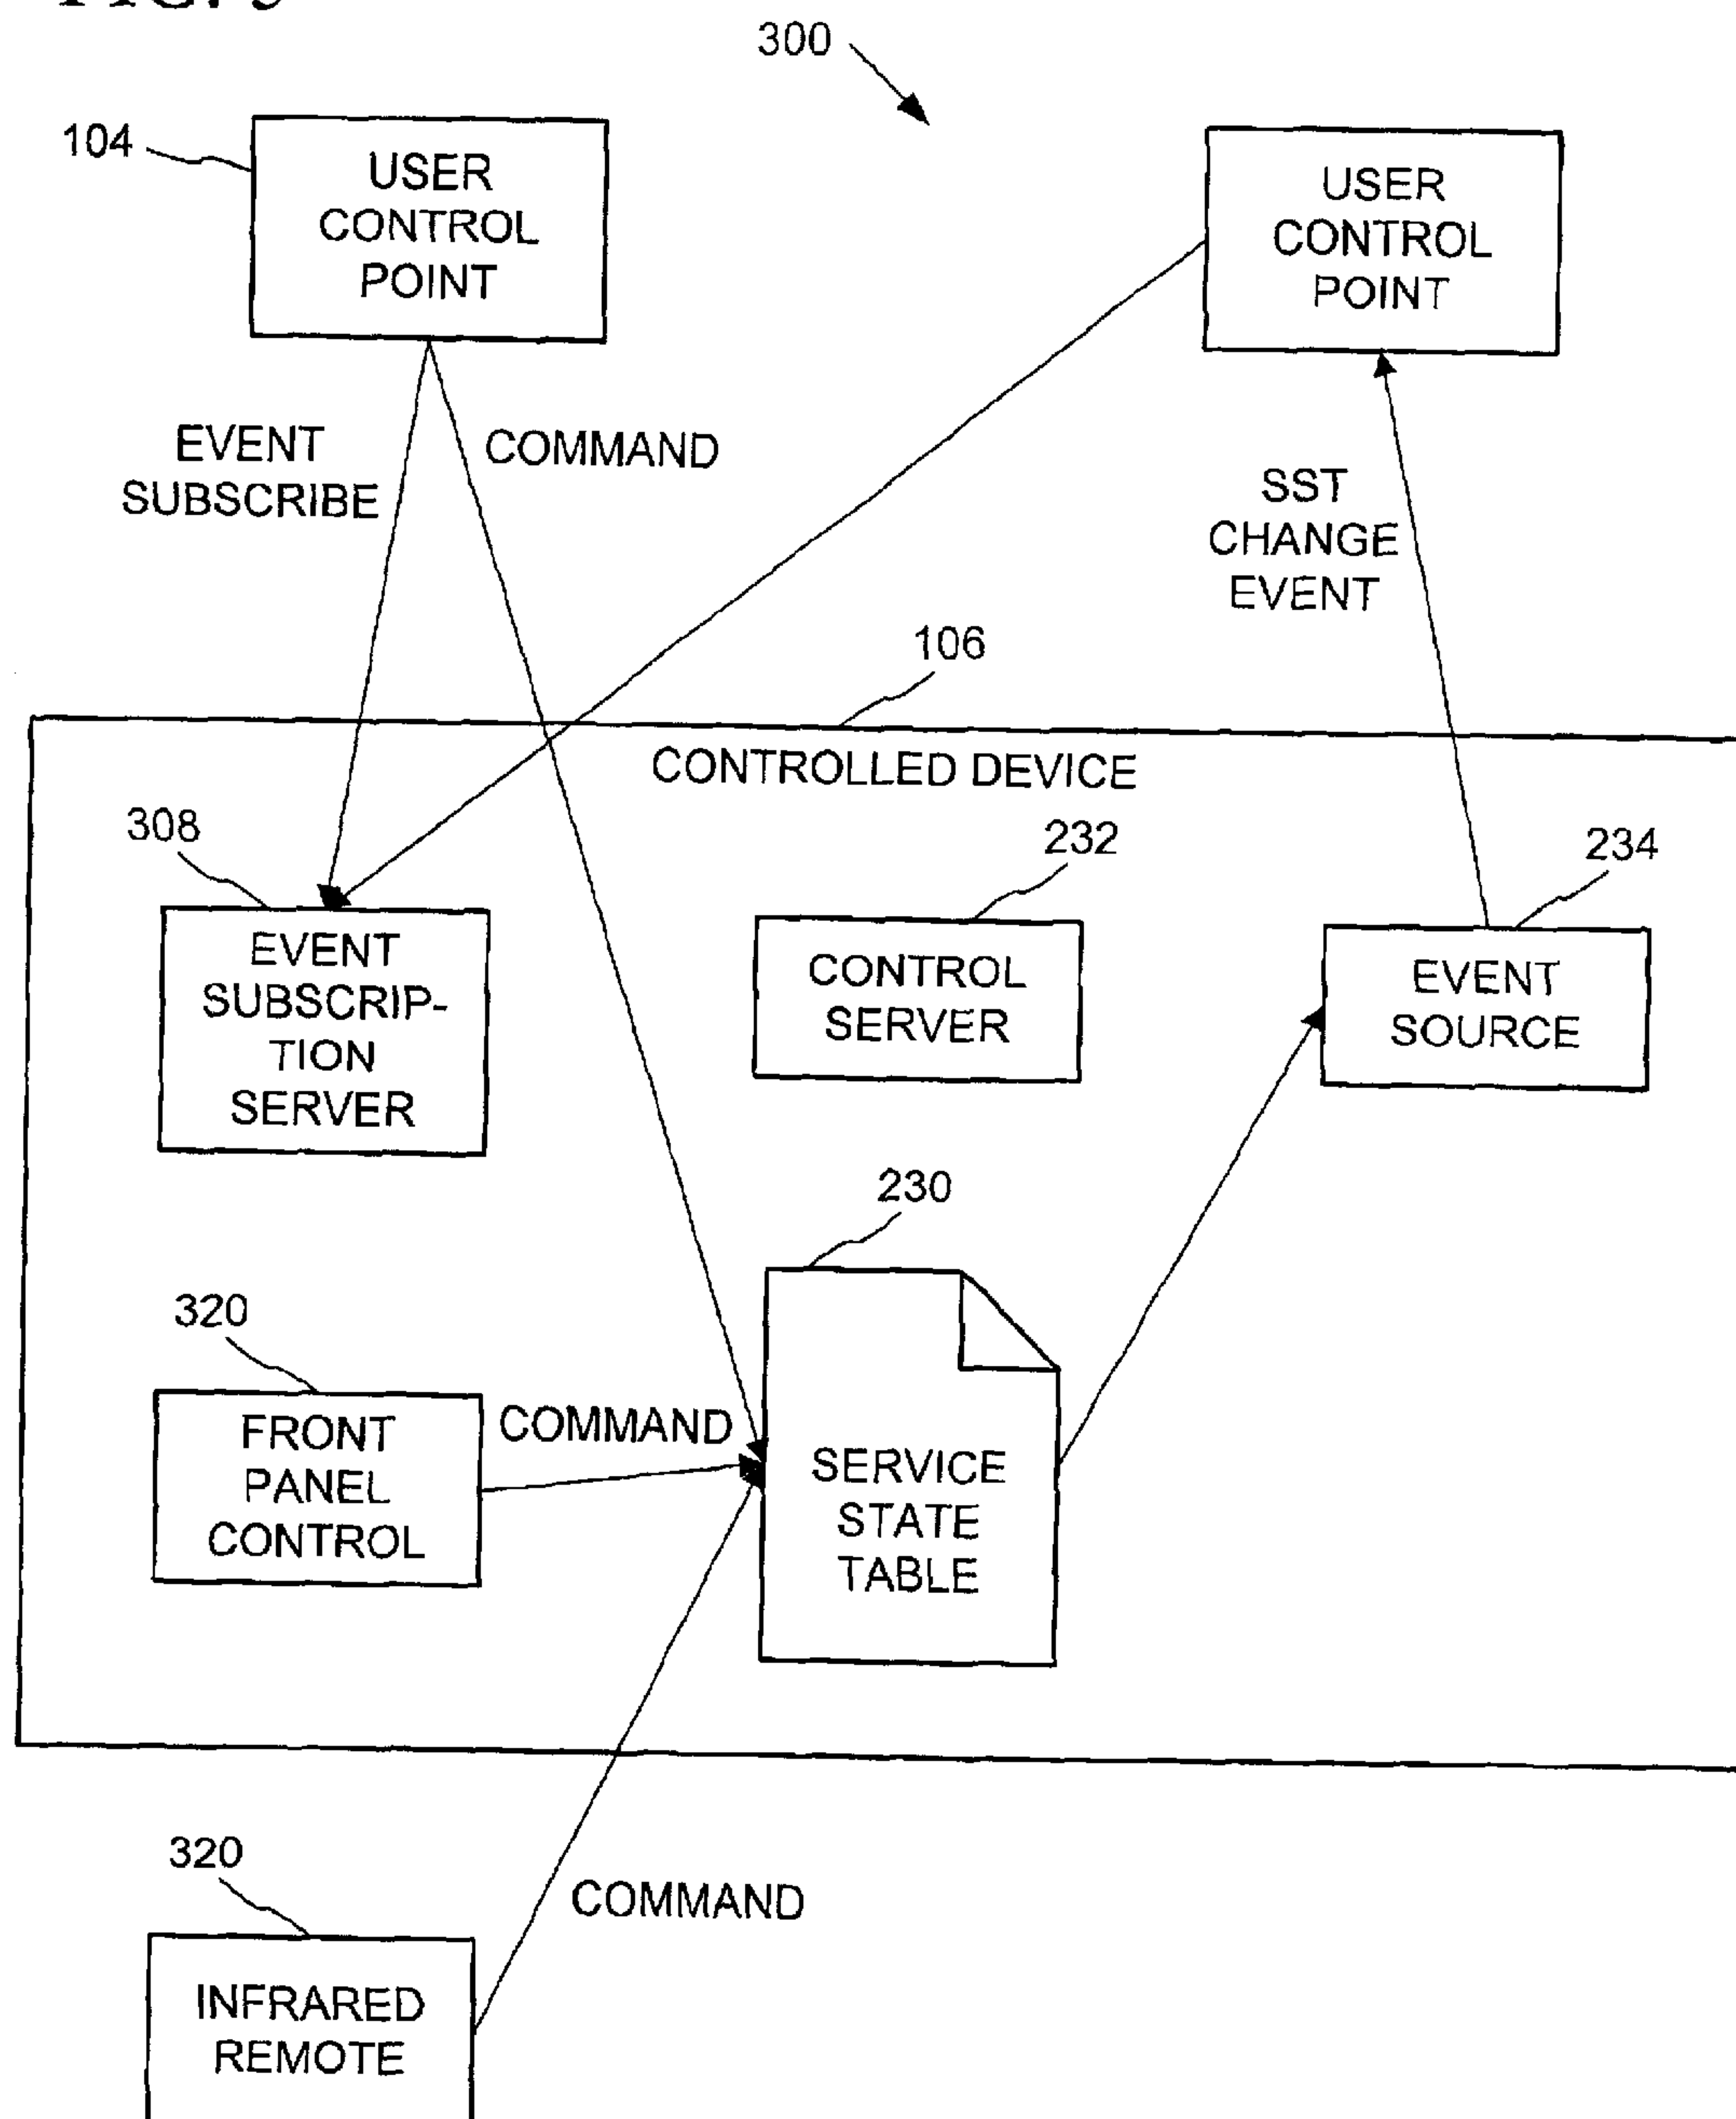 300
104
USER
CONTROL
POINT
USER
CONTROL
POINT
EVENT
SUBSCRIBE
COMMAND
SST
CHANGE
EVENT
106
CONTROLLED DEVICE
308
232
234
EVENT
SUBSCRIP-
TION
SERVER
CONTROL
SERVER
EVENT
SOURCE
230
320
FRONT
PANEL
CONTROL
COMMAND
SERVICE
STATE
TABLE
320
COMMAND
INFRARED
REMOTE